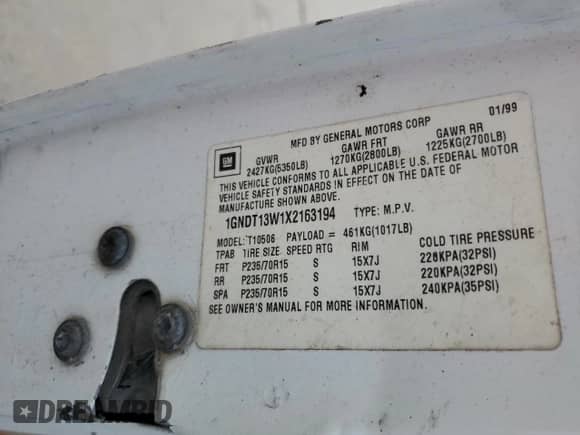 MFD BY GENERAL MOTORS CORP 01/99
GM
GVWR GAWR FRT GAWR RR
2427KG(5350LB) 1270KG(2800LB) 1225KG(2700LB)
THIS VEHICLE CONFORMS TO ALL APPLICABLE U.S. FEDERAL MOTOR
VEHICLE SAFETY STANDARDS IN EFFECT ON THE DATE OF
MANUFACTURE SHOWN ABOVE.
1GNDT13W1X2163194 TYPE: M.P.V.
MODEL: T10506 PAYLOAD = 461KG(1017LB)
TPAB TIRE SIZE SPEED RTG RIM COLD TIRE PRESSURE
FRT P235/70R15 S 15X7J 220KPA(32PSI)
RR P235/70R15 S 15X7J 220KPA(32PSI)
SPA P235/70R15 S 15X7J 240KPA(35PSI)
SEE OWNER'S MANUAL FOR MORE INFORMATION.
DREAMBID